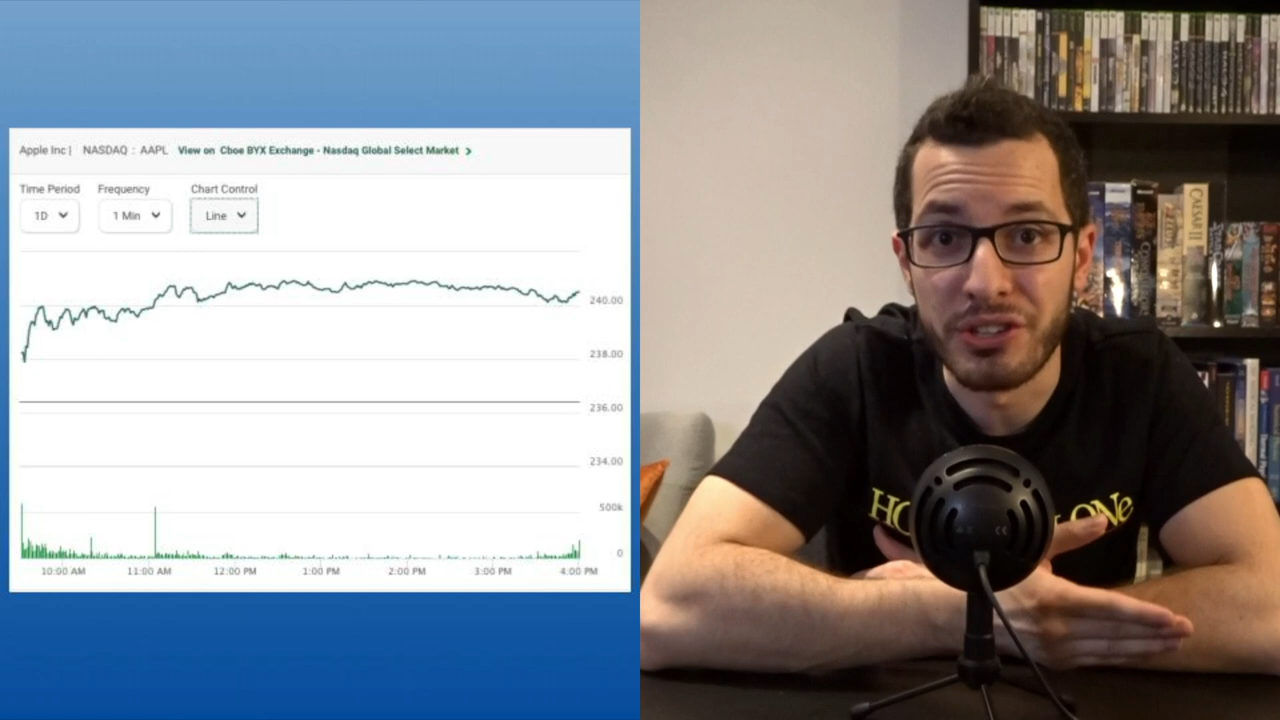 Apple Inc | NASDAQ : AAPL View on Cboe BYX Exchange - Nasdaq Global Select Market
Time Period Frequency Chart Control
1D 1 Min Line
240.00
238.00
236.00
234.00
500k
0
10:00 AM 11:00 AM 12:00 PM 1:00 PM 2:00 PM 3:00 PM 4:00 PM
CAESAR II